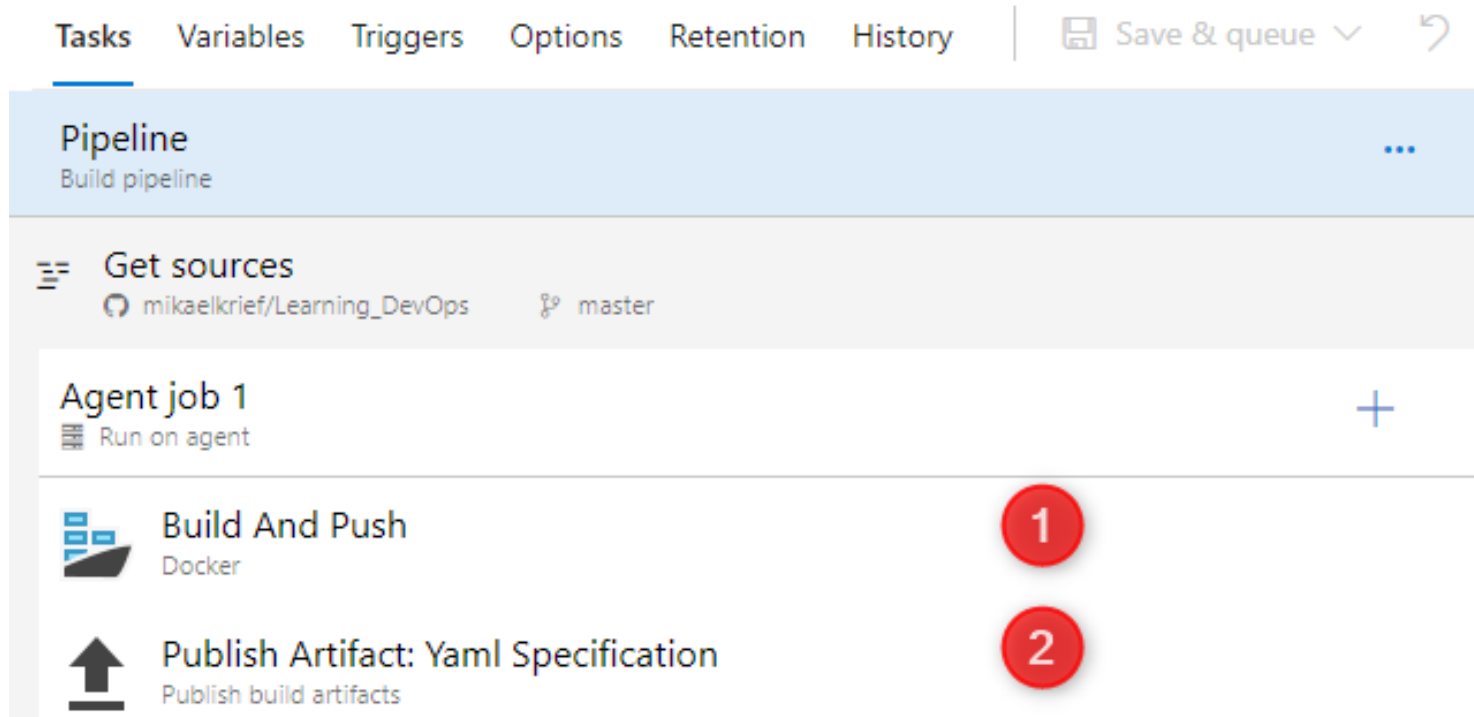 Tasks Variables Triggers Options Retention History Save & queue
Pipeline
Build pipeline
Get sources
mikaelkrief/Learning_DevOps master
Agent job 1
Run on agent
Build And Push 1
Docker
Publish Artifact: Yaml Specification 2
Publish build artifacts